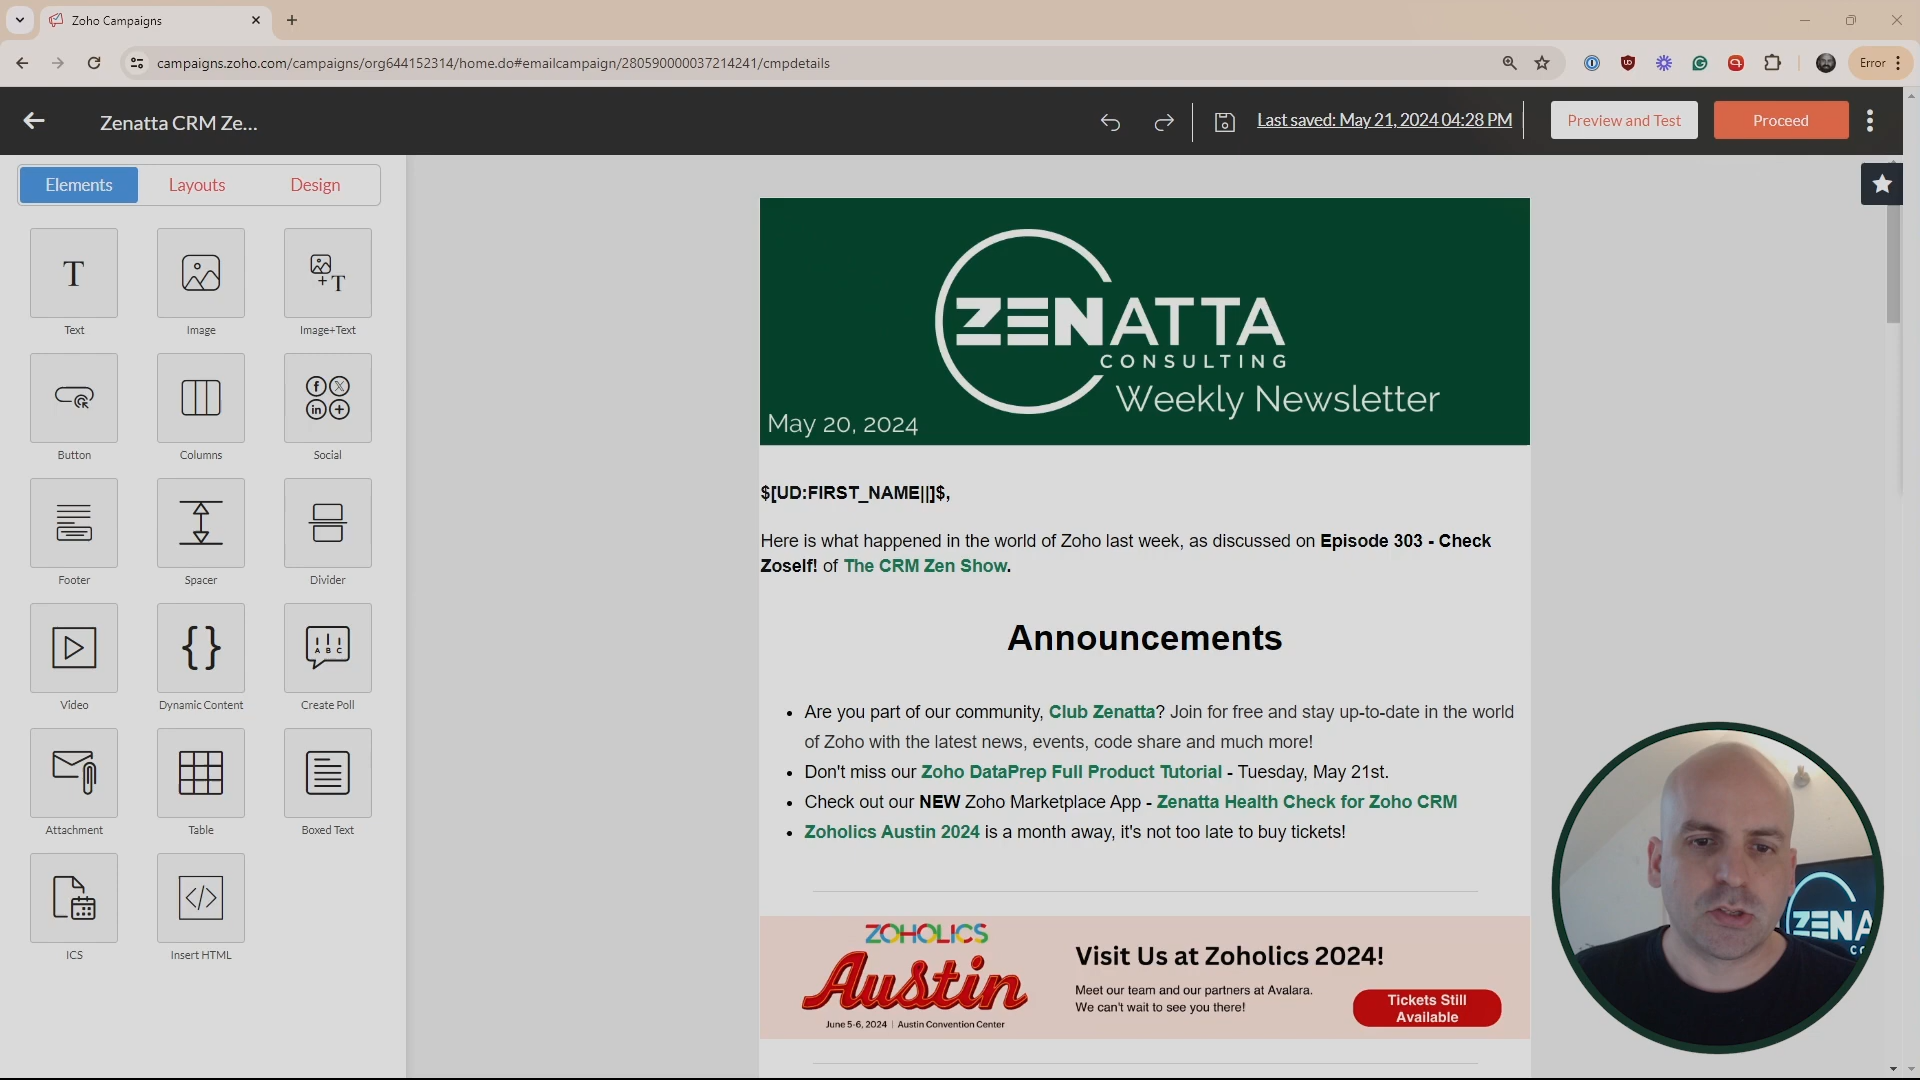 Zoho Campaigns
campaigns.zoho.com/campaigns/org644152314/home.do#emailcampaign/280590000037214241/cmpdetails
Error
Zenatta CRM Ze...
Last saved: May 21, 2024 04:28 PM
Preview and Test
Proceed
Elements
Layouts
Design
T
+T
Text
Image
Image+Text
Button
Columns
Social
Footer
Spacer
Divider
A B C
Video
Dynamic Content
Create Poll
Attachment
Table
Boxed Text
ICS
Insert HTML
ZENATTA
CONSULTING
Weekly Newsletter
May 20, 2024
$[UD:FIRST_NAME||]$,
Here is what happened in the world of Zoho last week, as discussed on Episode 303 - Check
Zoself! of The CRM Zen Show.
Announcements
• Are you part of our community, Club Zenatta? Join for free and stay up-to-date in the world
of Zoho with the latest news, events, code share and much more!
• Don't miss our Zoho DataPrep Full Product Tutorial - Tuesday, May 21st.
• Check out our NEW Zoho Marketplace App - Zenatta Health Check for Zoho CRM
• Zoholics Austin 2024 is a month away, it's not too late to buy tickets!
ZOHOLICS
Austin
June 5-6, 2024 | Austin Convention Center
Visit Us at Zoholics 2024!
Meet our team and our partners at Avalara.
We can't wait to see you there!
Tickets Still
Available
ZENA